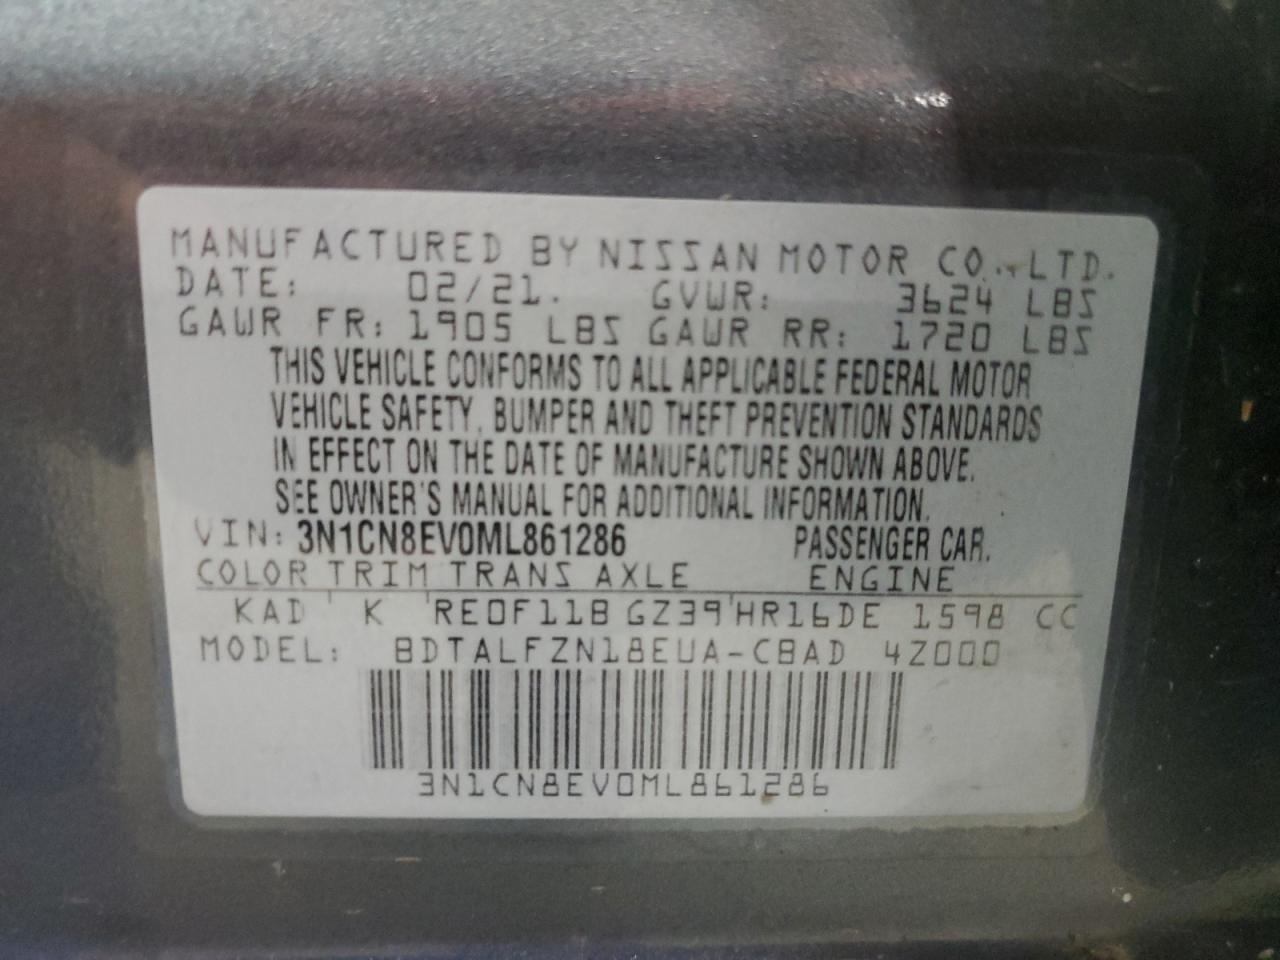 MANUFACTURED BY NISSAN MOTOR CO.,LTD.
DATE: 02/21. GVWR: 3624 LBS
GAWR FR: 1905 LBS GAWR RR: 1720 LBS
THIS VEHICLE CONFORMS TO ALL APPLICABLE FEDERAL MOTOR
VEHICLE SAFETY, BUMPER AND THEFT PREVENTION STANDARDS
IN EFFECT ON THE DATE OF MANUFACTURE SHOWN ABOVE.
SEE OWNER'S MANUAL FOR ADDITIONAL INFORMATION.
VIN: 3N1CN8EV0ML861286 PASSENGER CAR.
COLOR TRIM TRANS AXLE ENGINE
KAD K RE0F11B GZ39 HR16DE 1598 CC
MODEL: BDTALFZN18EUA-CBAD 4Z000
3N1CN8EV0ML861286